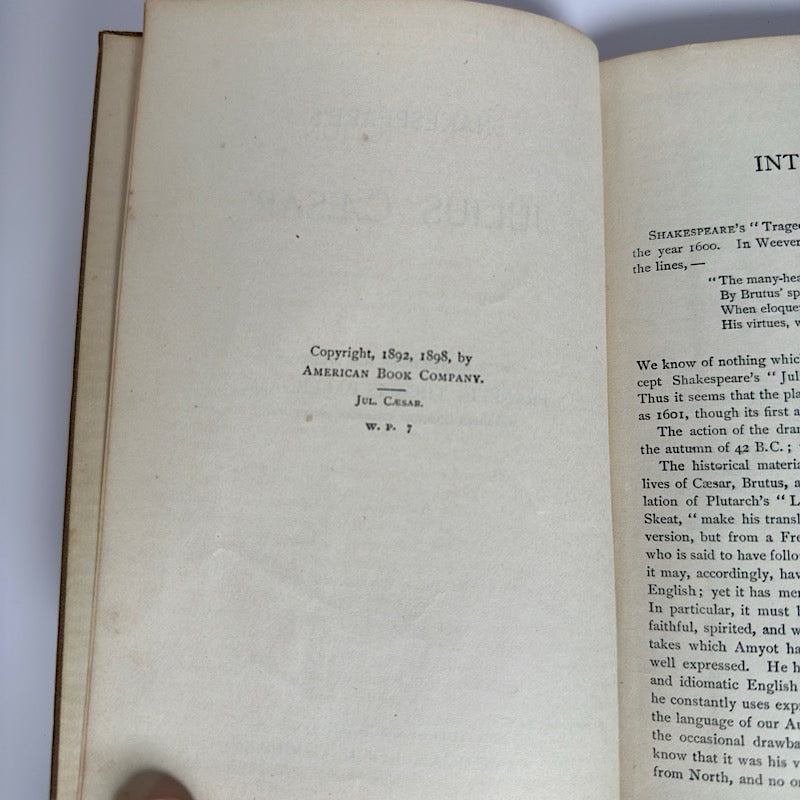 Copyright, 1892, 1898, by
AMERICAN BOOK COMPANY.
JUL. CÆSAR.
W. P. 7
INT
SHAKESPEARE'S "Trage
the year 1600. In Weever
the lines,—
"The many-hea
By Brutus' sp
When eloque
His virtues, w
We know of nothing which
cept Shakespeare's "Jul
Thus it seems that the pla
as 1601, though its first a
The action of the dram
the autumn of 42 B.C.;
The historical materia
lives of Cæsar, Brutus, a
lation of Plutarch's "L
Skeat, "make his transl
version, but from a Fre
who is said to have follo
it may, accordingly, hav
English; yet it has mer
In particular, it must b
faithful, spirited, and w
takes which Amyot ha
well expressed. He h
and idiomatic English
he constantly uses expr
the language of our Au
the occasional drawba
know that it was his v
from North, and no o